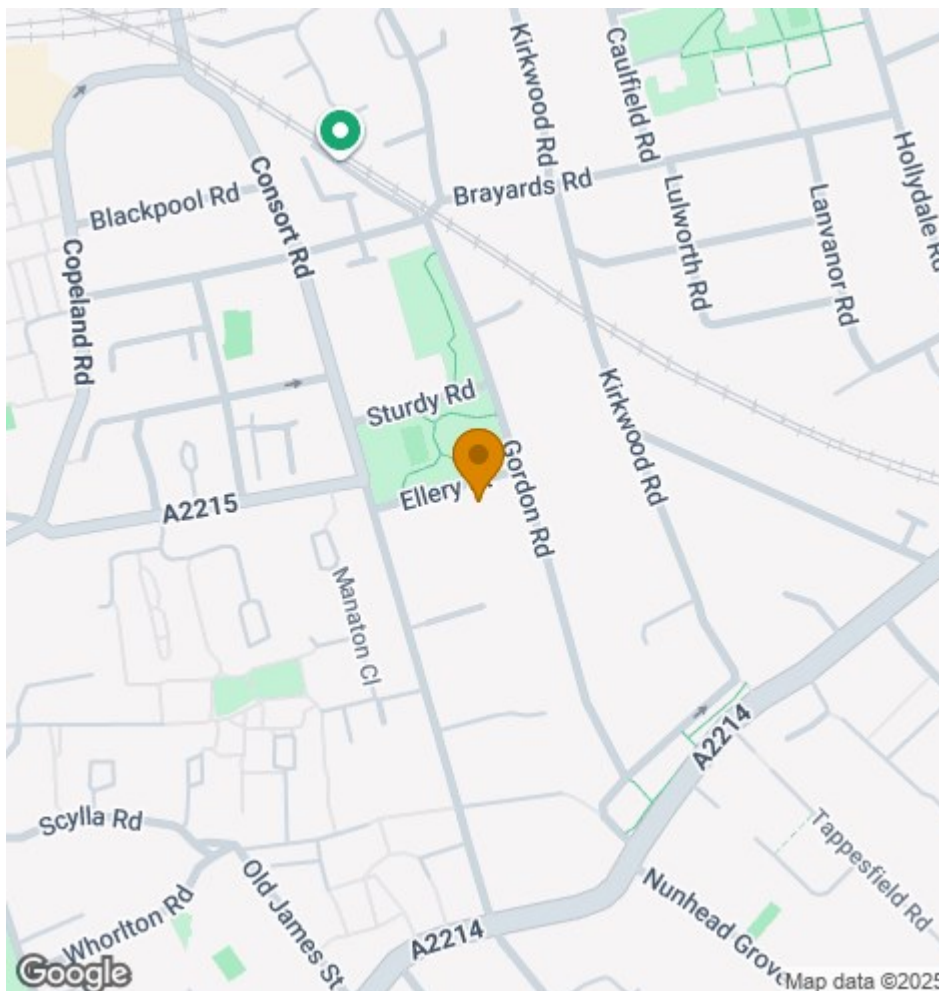 Kirkwood Rd
Caulfield Rd
Hollydale Rd
Brayards Rd
Blackpool Rd
Consort Rd
Lulworth Rd
Lanvanor Rd
Copeland Rd
Sturdy Rd
Kirkwood Rd
Gordon Rd
Ellery
A2215
Manaton Cl
A2214
Scylla Rd
Tappesfield Rd
Old James St
Whorlton Rd
Nunhead Grove
A2214
Google
Map data ©2025